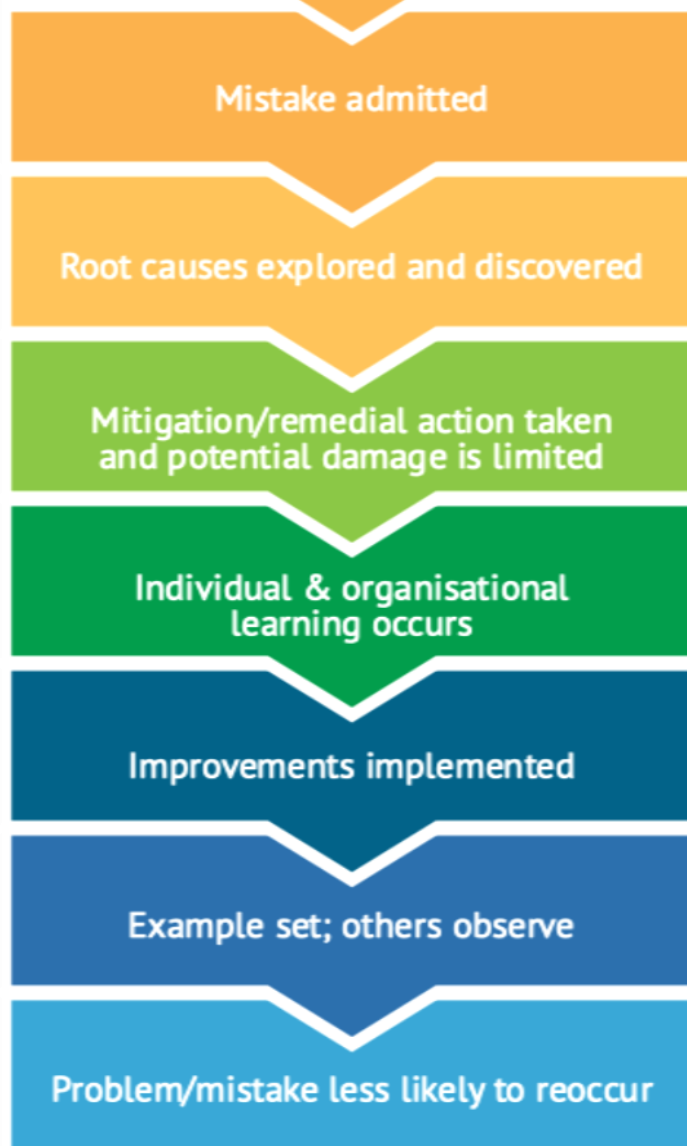 Mistake admitted
Root causes explored and discovered
Mitigation/remedial action taken
and potential damage is limited
Individual & organisational
learning occurs
Improvements implemented
Example set; others observe
Problem/mistake less likely to reoccur